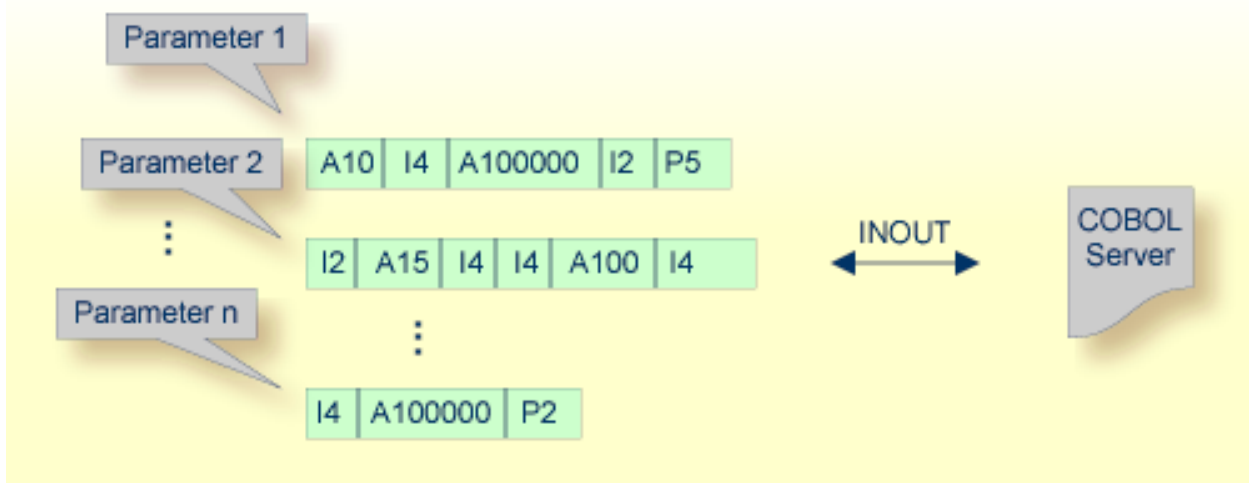 Parameter 1
Parameter 2
A10 I4 A100000 I2 P5
⋮
I2 A15 I4 I4 A100 I4
INOUT
COBOL
Server
Parameter n
⋮
I4 A100000 P2